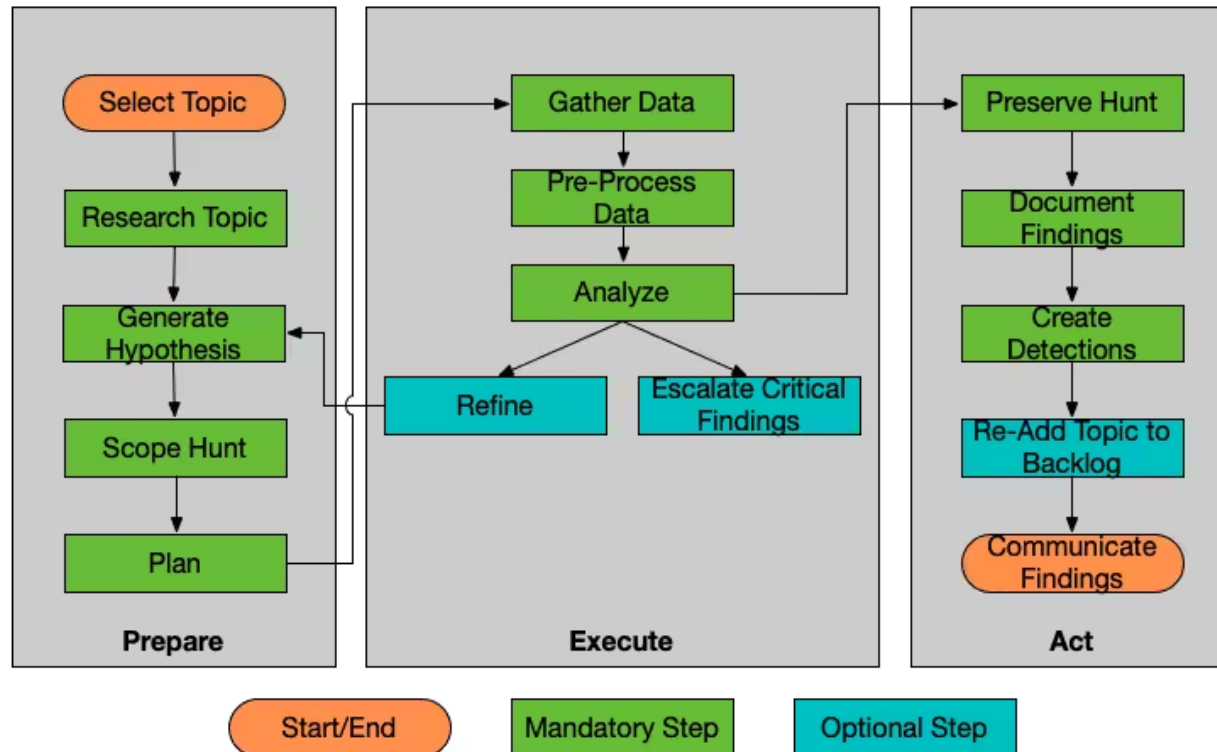 Select Topic
Research Topic
Generate
Hypothesis
Scope Hunt
Plan
Prepare
Gather Data
Pre-Process
Data
Analyze
Refine
Escalate Critical
Findings
Execute
Preserve Hunt
Document
Findings
Create
Detections
Re-Add Topic to
Backlog
Communicate
Findings
Act
Start/End
Mandatory Step
Optional Step